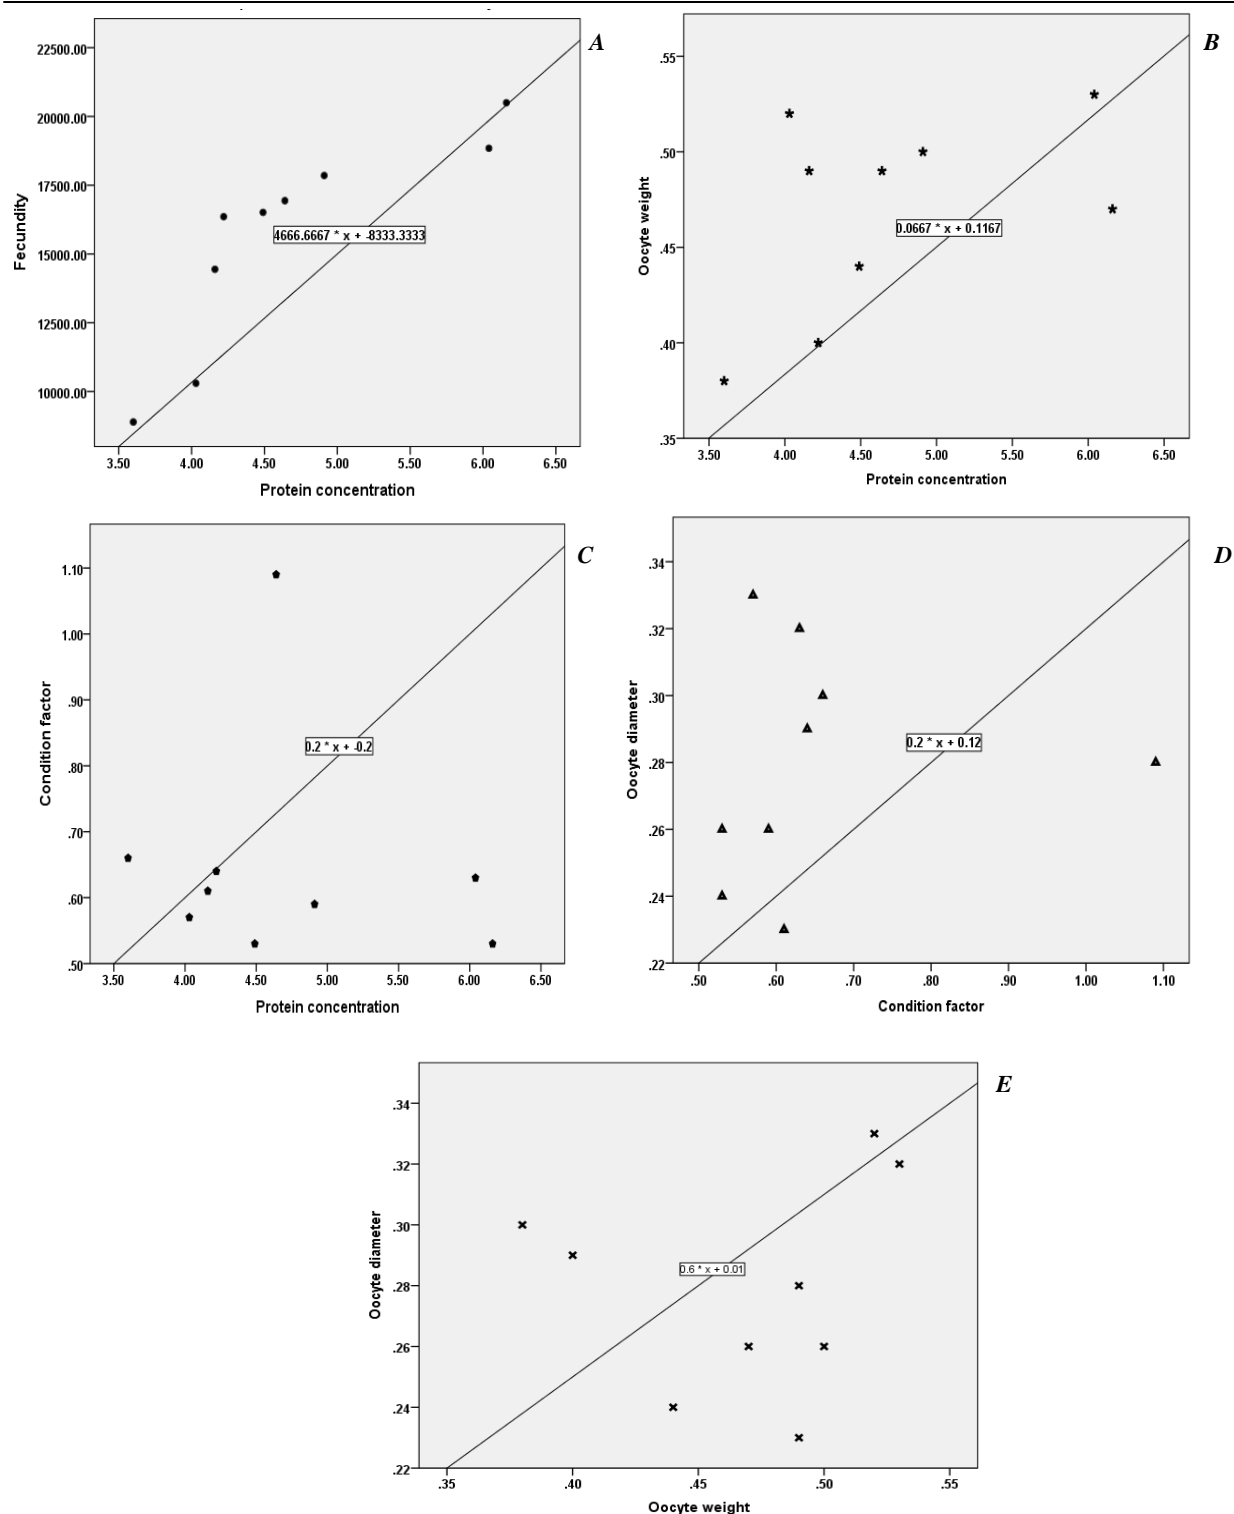 A
22500.00
20000.00
17500.00
15000.00
12500.00
10000.00
Fecundity
4666.6667 * x + -8333.3333
3.50 4.00 4.50 5.00 5.50 6.00 6.50
Protein concentration
B
.55
.50
.45
.40
.35
Oocyte weight
0.0667 * x + 0.1167
3.50 4.00 4.50 5.00 5.50 6.00 6.50
Protein concentration
C
1.10
1.00
.90
.80
.70
.60
.50
Condition factor
0.2 * x + -0.2
3.50 4.00 4.50 5.00 5.50 6.00 6.50
Protein concentration
D
.34
.32
.30
.28
.26
.24
.22
Oocyte diameter
0.2 * x + 0.12
.50 .60 .70 .80 .90 1.00 1.10
Condition factor
E
.34
.32
.30
.28
.26
.24
.22
Oocyte diameter
0.6 * x + 0.01
.35 .40 .45 .50 .55
Oocyte weight